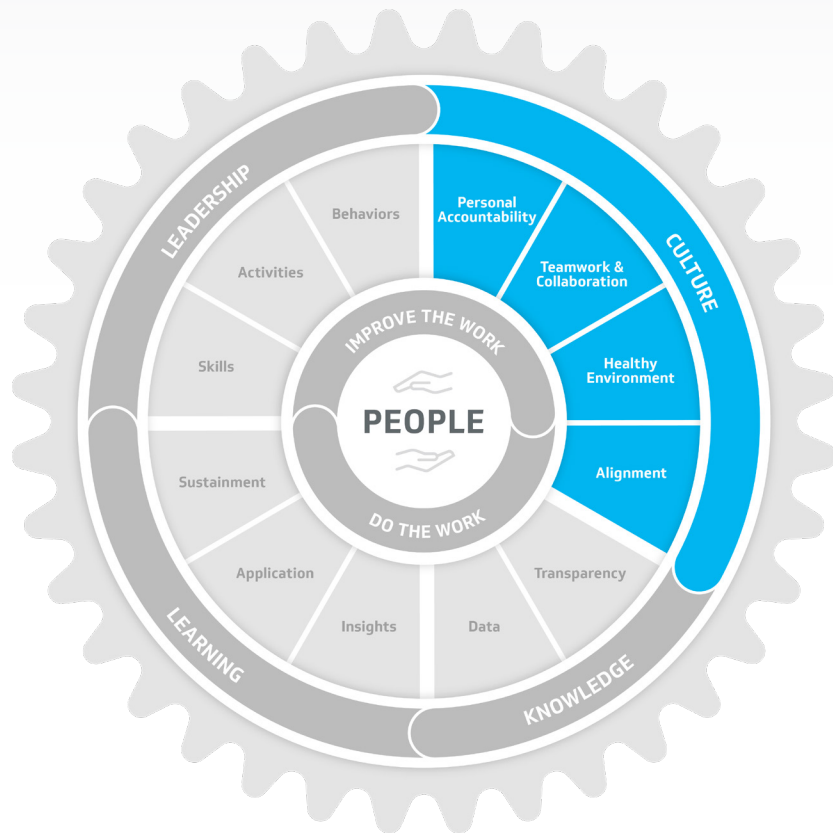 LEADERSHIP
CULTURE
KNOWLEDGE
LEARNING
Behaviors
Activities
Skills
Personal
Accountability
Teamwork &
Collaboration
Healthy
Environment
Alignment
Transparency
Data
Insights
Application
Sustainment
IMPROVE THE WORK
PEOPLE
DO THE WORK